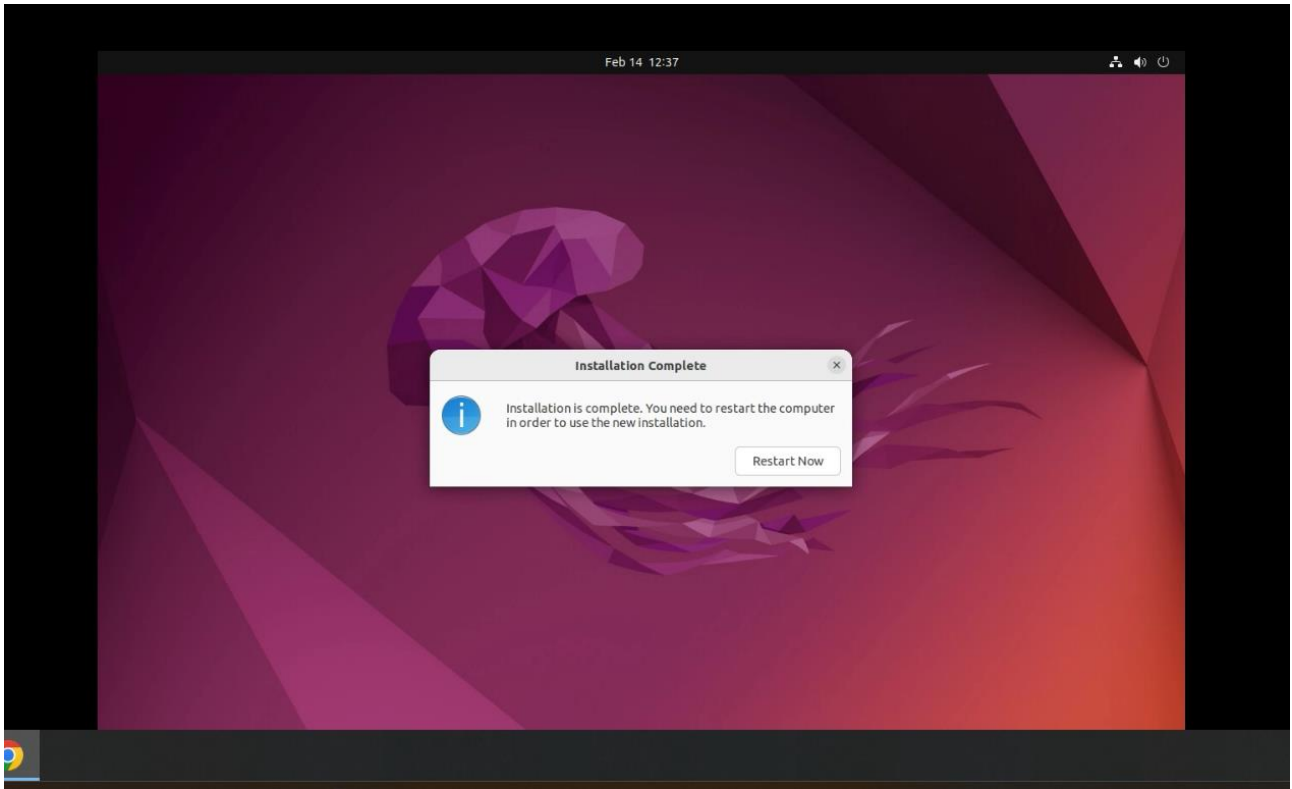 Feb 14 12:37
Installation Complete
Installation is complete. You need to restart the computer
in order to use the new installation.
Restart Now